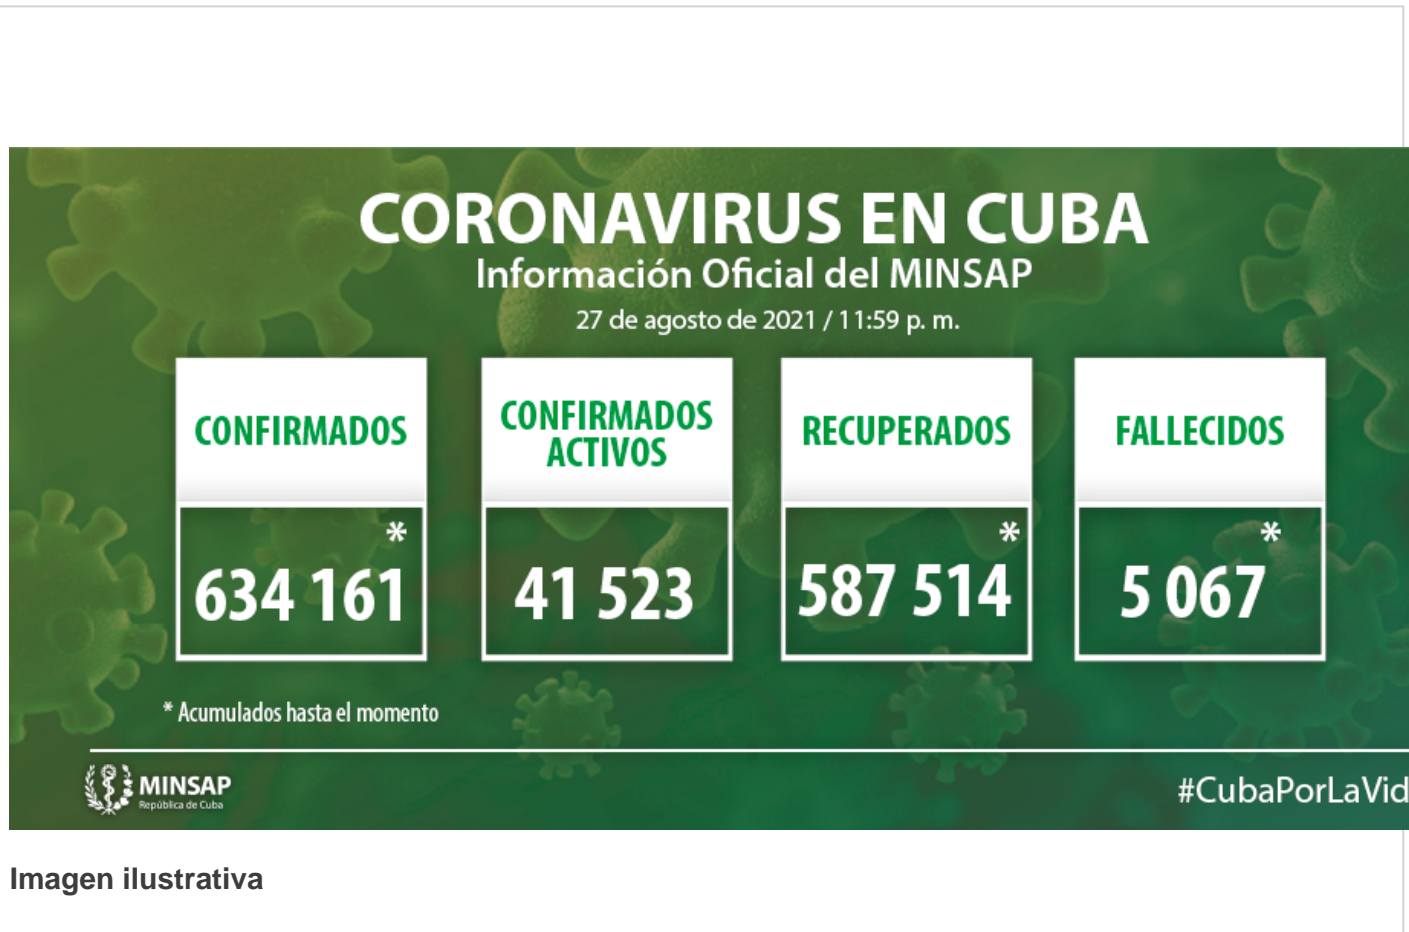 CORONAVIRUS EN CUBA
Información Oficial del MINSAP
27 de agosto de 2021 / 11:59 p. m.
CONFIRMADOS
*
634 161
CONFIRMADOS
ACTIVOS
41 523
RECUPERADOS
*
587 514
FALLECIDOS
*
5 067
* Acumulados hasta el momento
MINSAP
República de Cuba
#CubaPorLaVid
Imagen ilustrativa